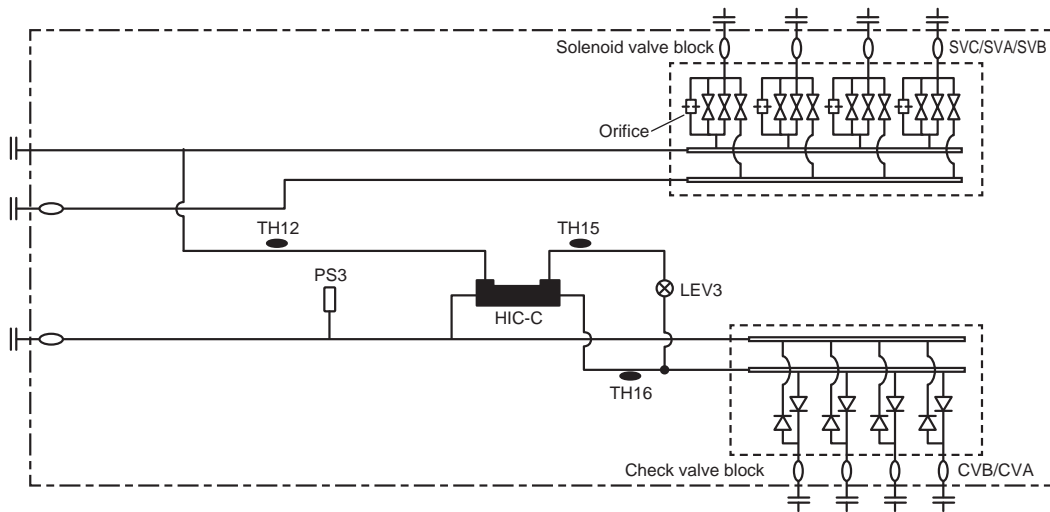 Solenoid valve block
SVC/SVA/SVB
Orifice
TH12
TH15
PS3
LEV3
HIC-C
TH16
Check valve block
CVB/CVA